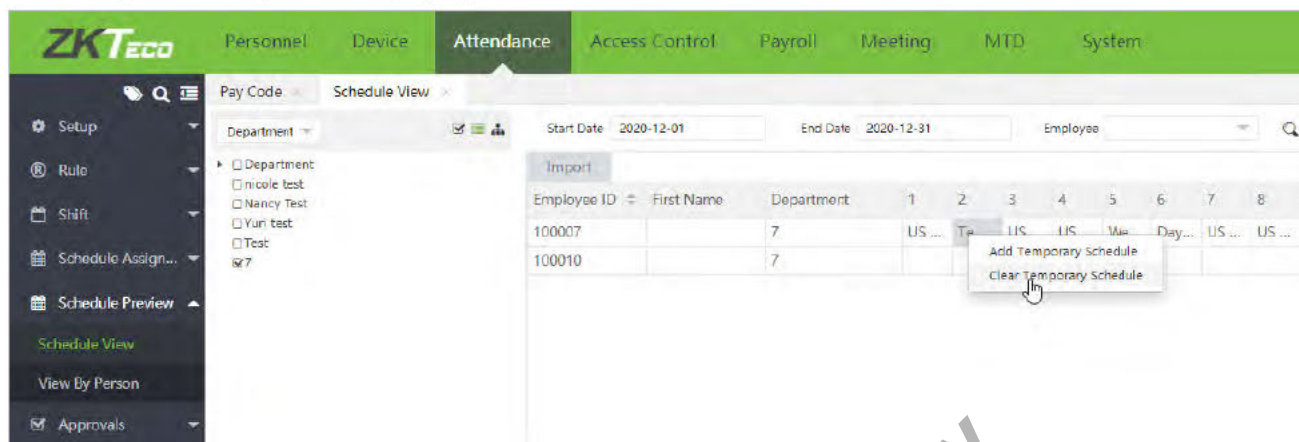 ZKTECO Personnel Device Attendance Access Control Payroll Meeting MTD System
Pay Code × Schedule View ×
Setup
Rule
Shift
Schedule Assign...
Schedule Preview
Schedule View
View By Person
Approvals
Department
Department
nicole test
Nancy Test
Yuri test
Test
7
Start Date 2020-12-01 End Date 2020-12-31 Employee
Import
Employee ID First Name Department 1 2 3 4 5 6 7 8
100007 7 US ... Te... US US We Day... US ... US ...
100010 7
Add Temporary Schedule
Clear Temporary Schedule